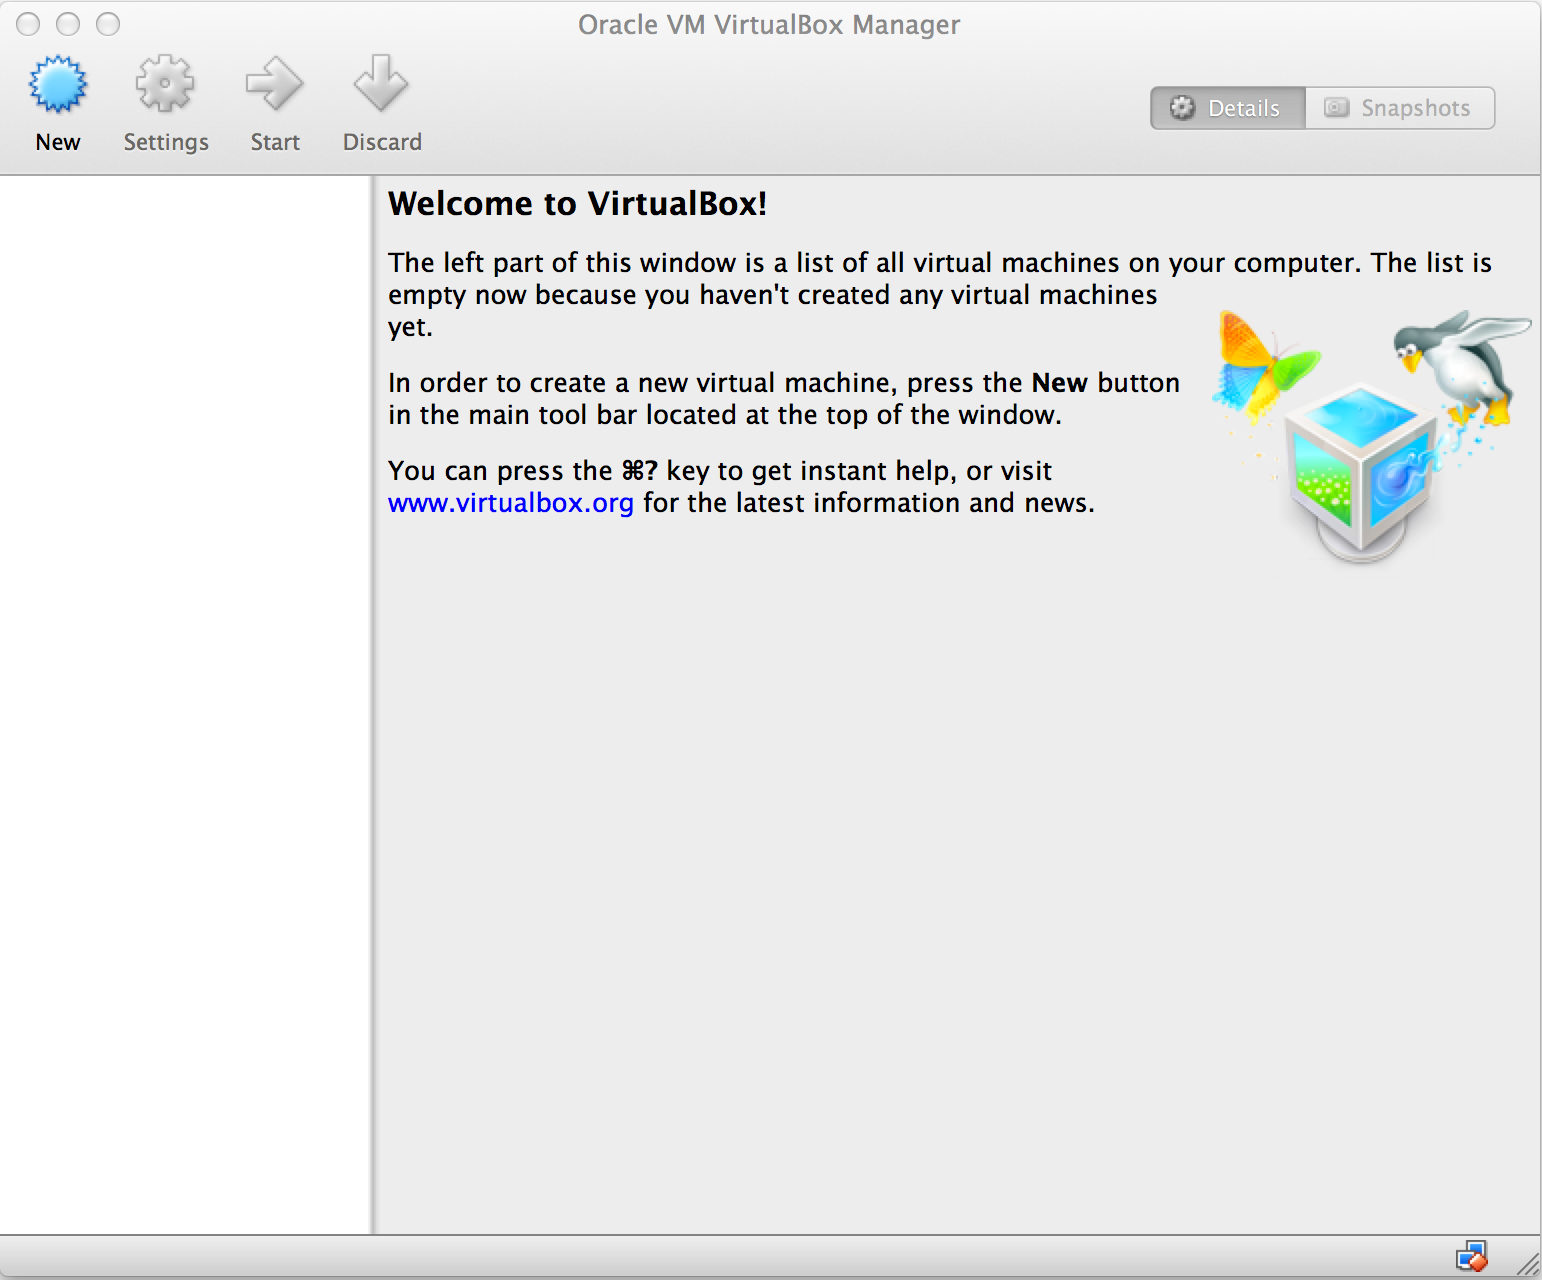 Oracle VM VirtualBox Manager
New Settings Start Discard Details Snapshots
Welcome to VirtualBox!
The left part of this window is a list of all virtual machines on your computer. The list is
empty now because you haven't created any virtual machines
yet.
In order to create a new virtual machine, press the New button
in the main tool bar located at the top of the window.
You can press the ⌘? key to get instant help, or visit
www.virtualbox.org for the latest information and news.